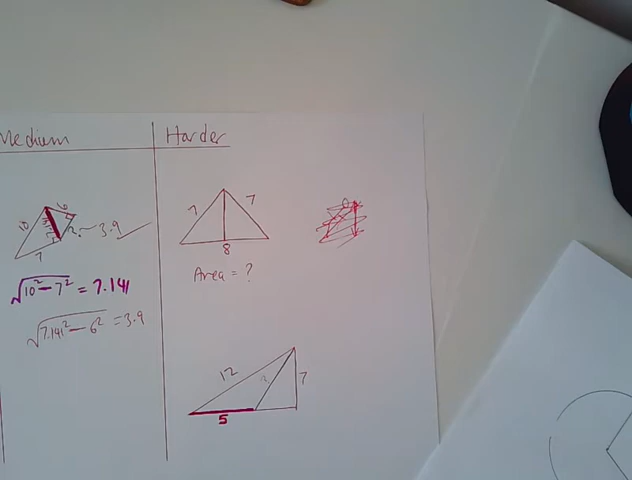 Medium
Harder
10
6
7
? ~ 3.9
√10² - 7² = 7.141
√7.141² - 6² = 3.9
7
7
8
Area = ?
12
?
7
5